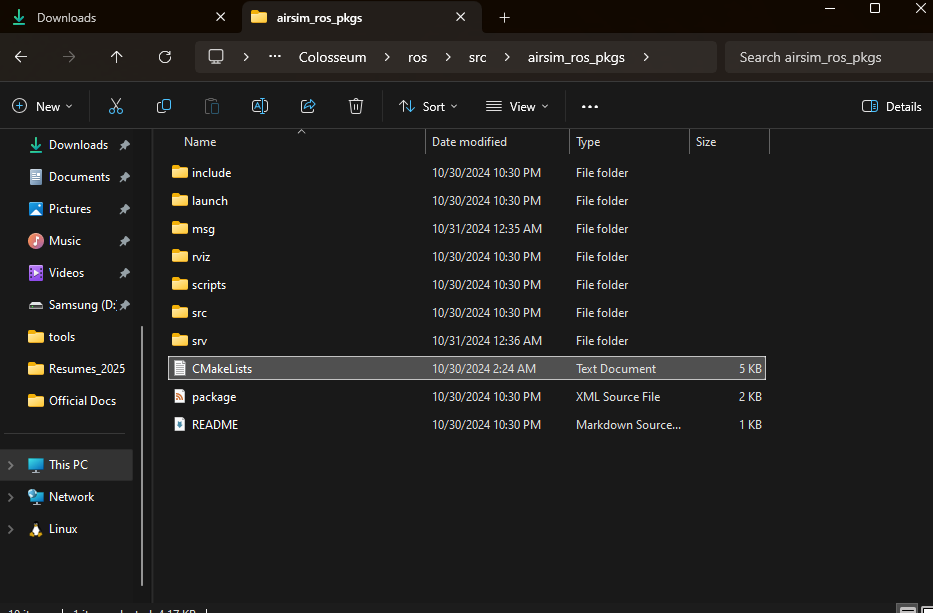 Downloads
airsim_ros_pkgs
Colosseum
ros
src
airsim_ros_pkgs
Search airsim_ros_pkgs
New
Sort
View
Details
Downloads
Documents
Pictures
Music
Videos
Samsung (D:
tools
Resumes_2025
Official Docs
This PC
Network
Linux
Name Date modified Type Size
include 10/30/2024 10:30 PM File folder
launch 10/30/2024 10:30 PM File folder
msg 10/31/2024 12:35 AM File folder
rviz 10/30/2024 10:30 PM File folder
scripts 10/30/2024 10:30 PM File folder
src 10/30/2024 10:30 PM File folder
srv 10/31/2024 12:36 AM File folder
CMakeLists 10/30/2024 2:24 AM Text Document 5 KB
package 10/30/2024 10:30 PM XML Source File 2 KB
README 10/30/2024 10:30 PM Markdown Source... 1 KB